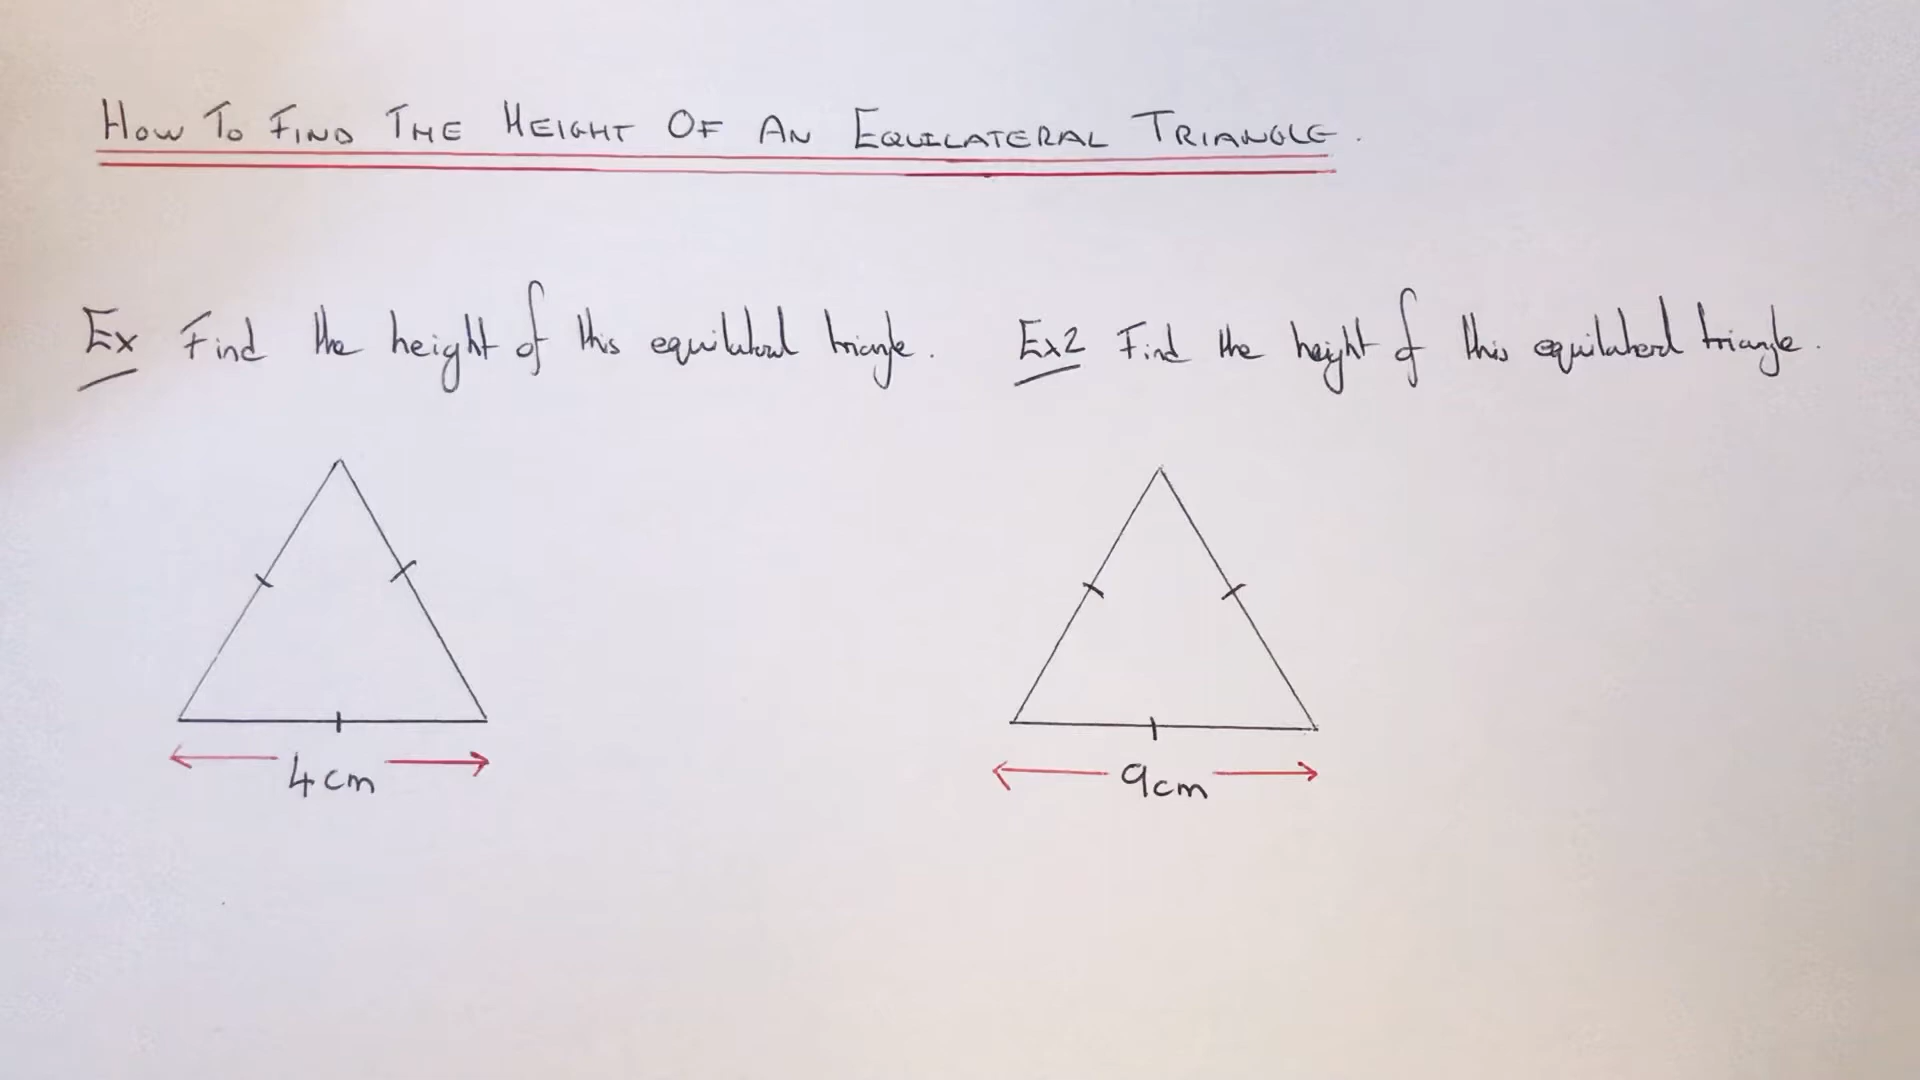 HOW TO FIND THE HEIGHT OF AN EQUILATERAL TRIANGLE.
Ex Find the height of this equilateral triangle.
Ex2 Find the height of this equilateral triangle.
4cm
9cm